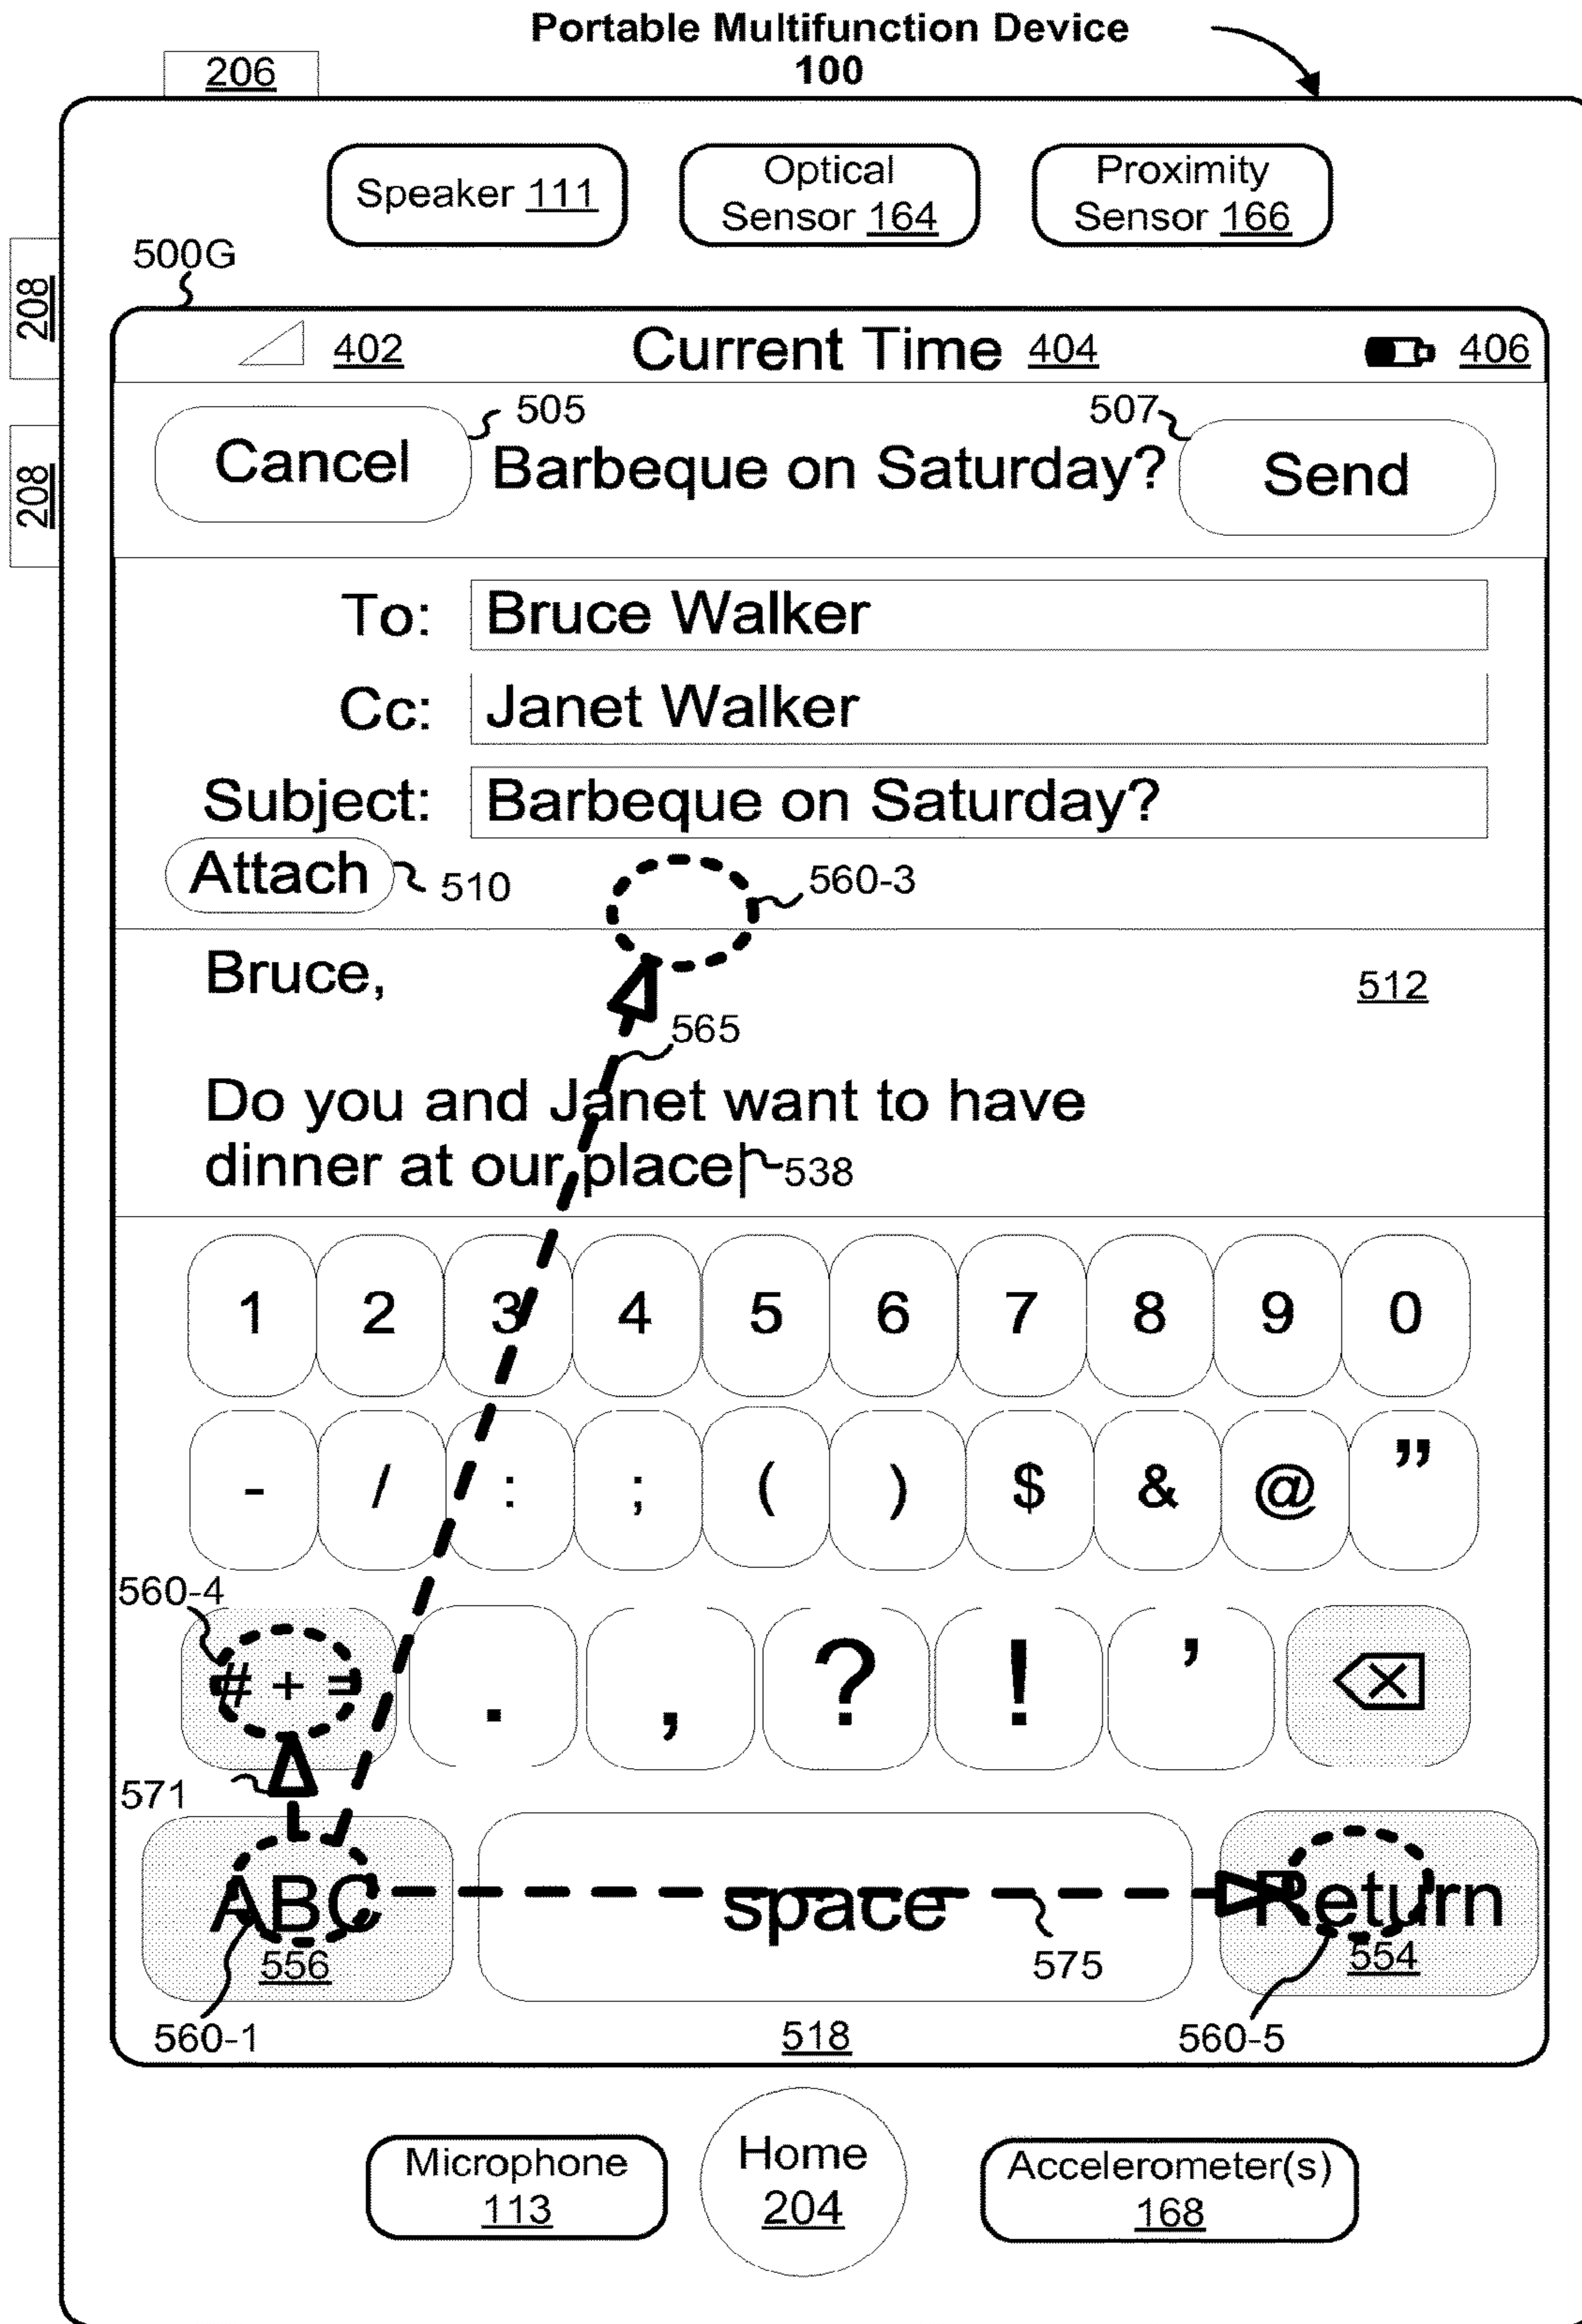 Portable Multifunction Device
100
206
Speaker 111
Optical
Sensor 164
Proximity
Sensor 166
208
208
500G
402
Current Time 404
406
Cancel
505
Barbeque on Saturday?
507
Send
To: Bruce Walker
Cc: Janet Walker
Subject: Barbeque on Saturday?
Attach
510
560-3
Bruce,
512
565
Do you and Janet want to have
dinner at our place
538
1 2 3 4 5 6 7 8 9 0
- / : ; ( ) $ & @ ”
560-4
# + = . , ? ! ’
571
ABC space Return
556
575
554
560-1
518
560-5
Microphone
113
Home
204
Accelerometer(s)
168